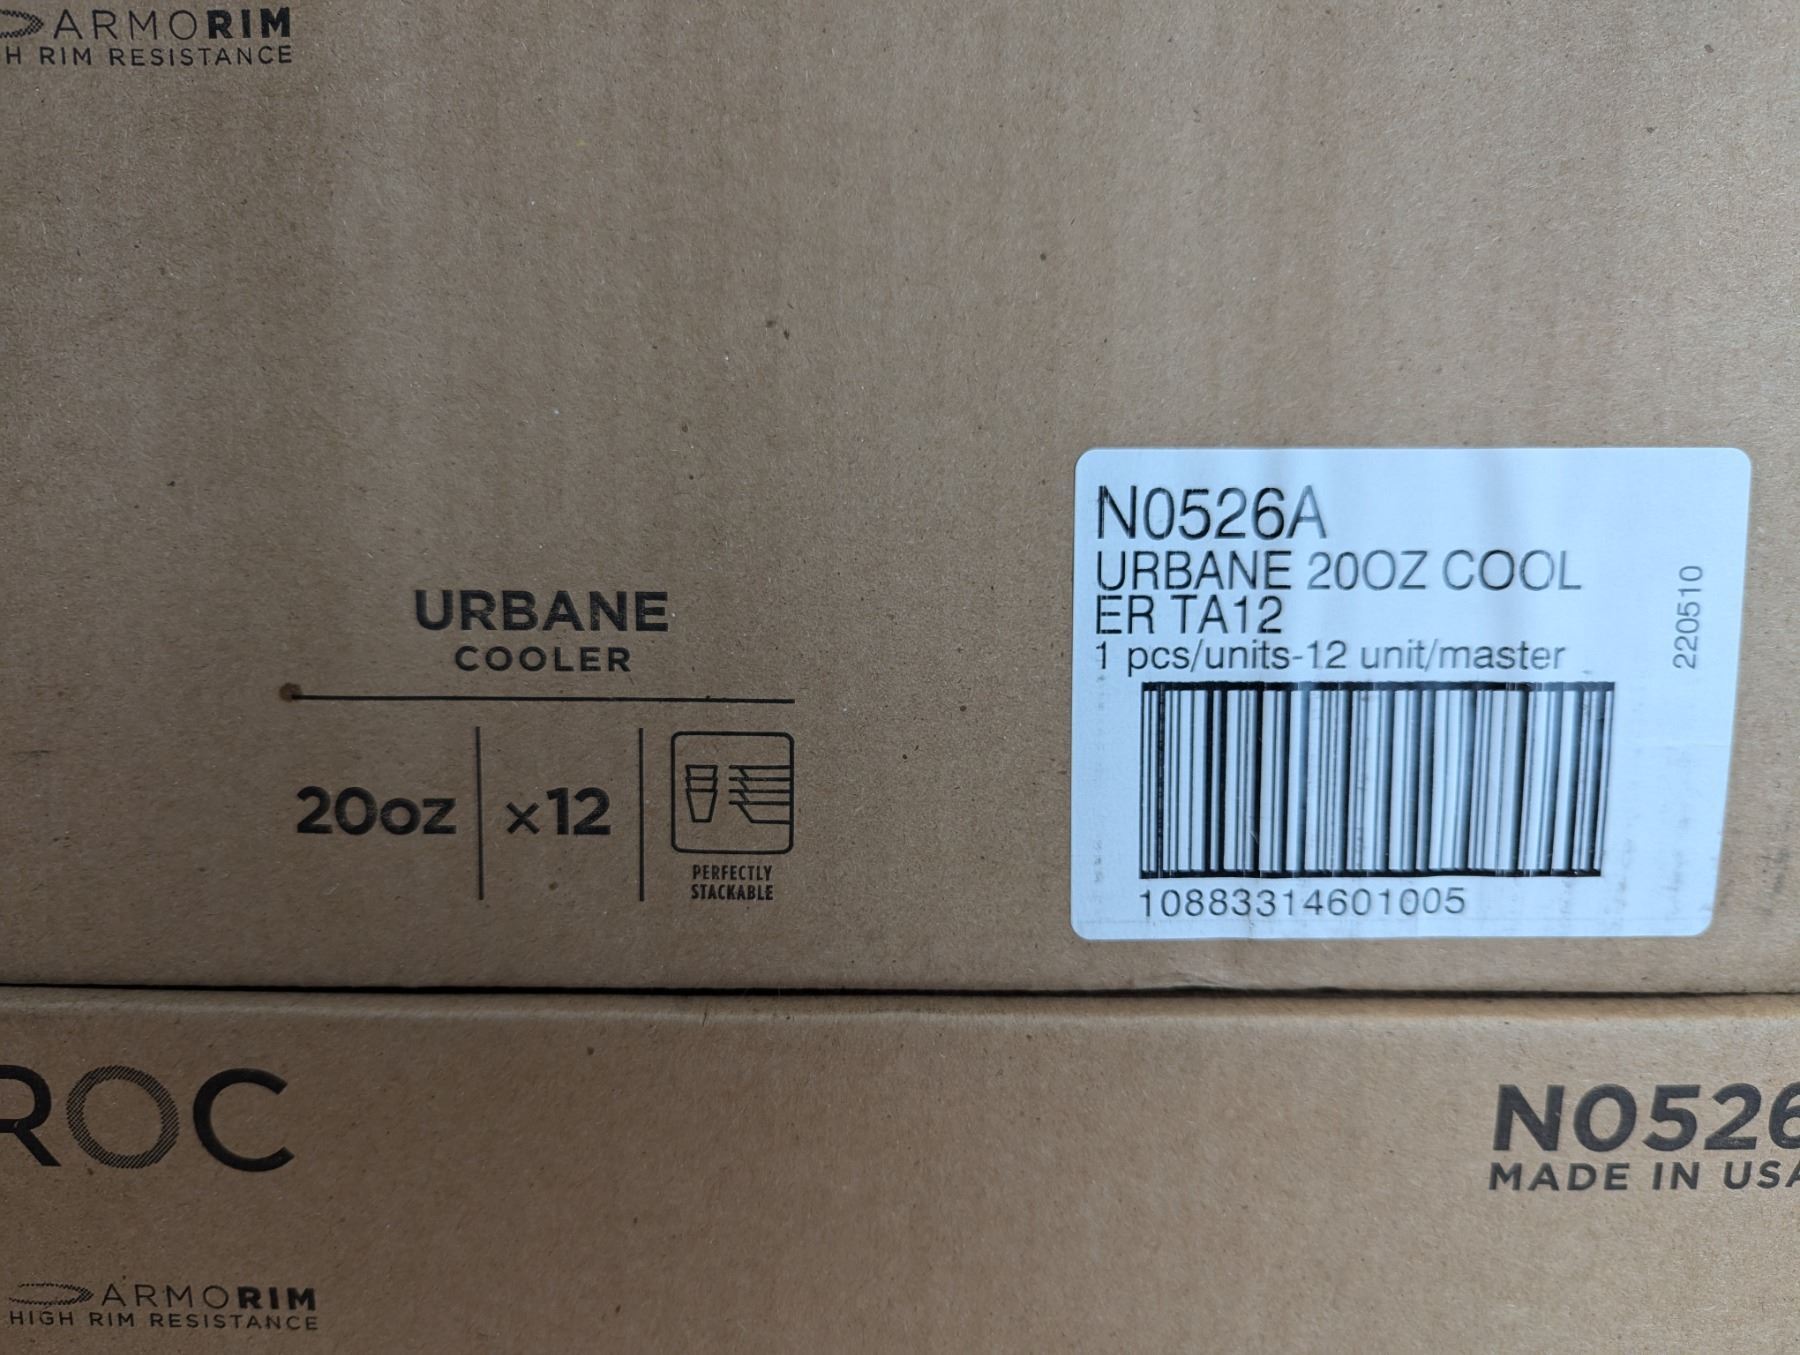 ARMORIM
H RIM RESISTANCE
URBANE
COOLER
20oz
x12
PERFECTLY
STACKABLE
N0526A
URBANE 20OZ COOL
ER TA12
1 pcs/units-12 unit/master
10883314601005
220510
ROC
N0526
MADE IN USA
ARMORIM
HIGH RIM RESISTANCE